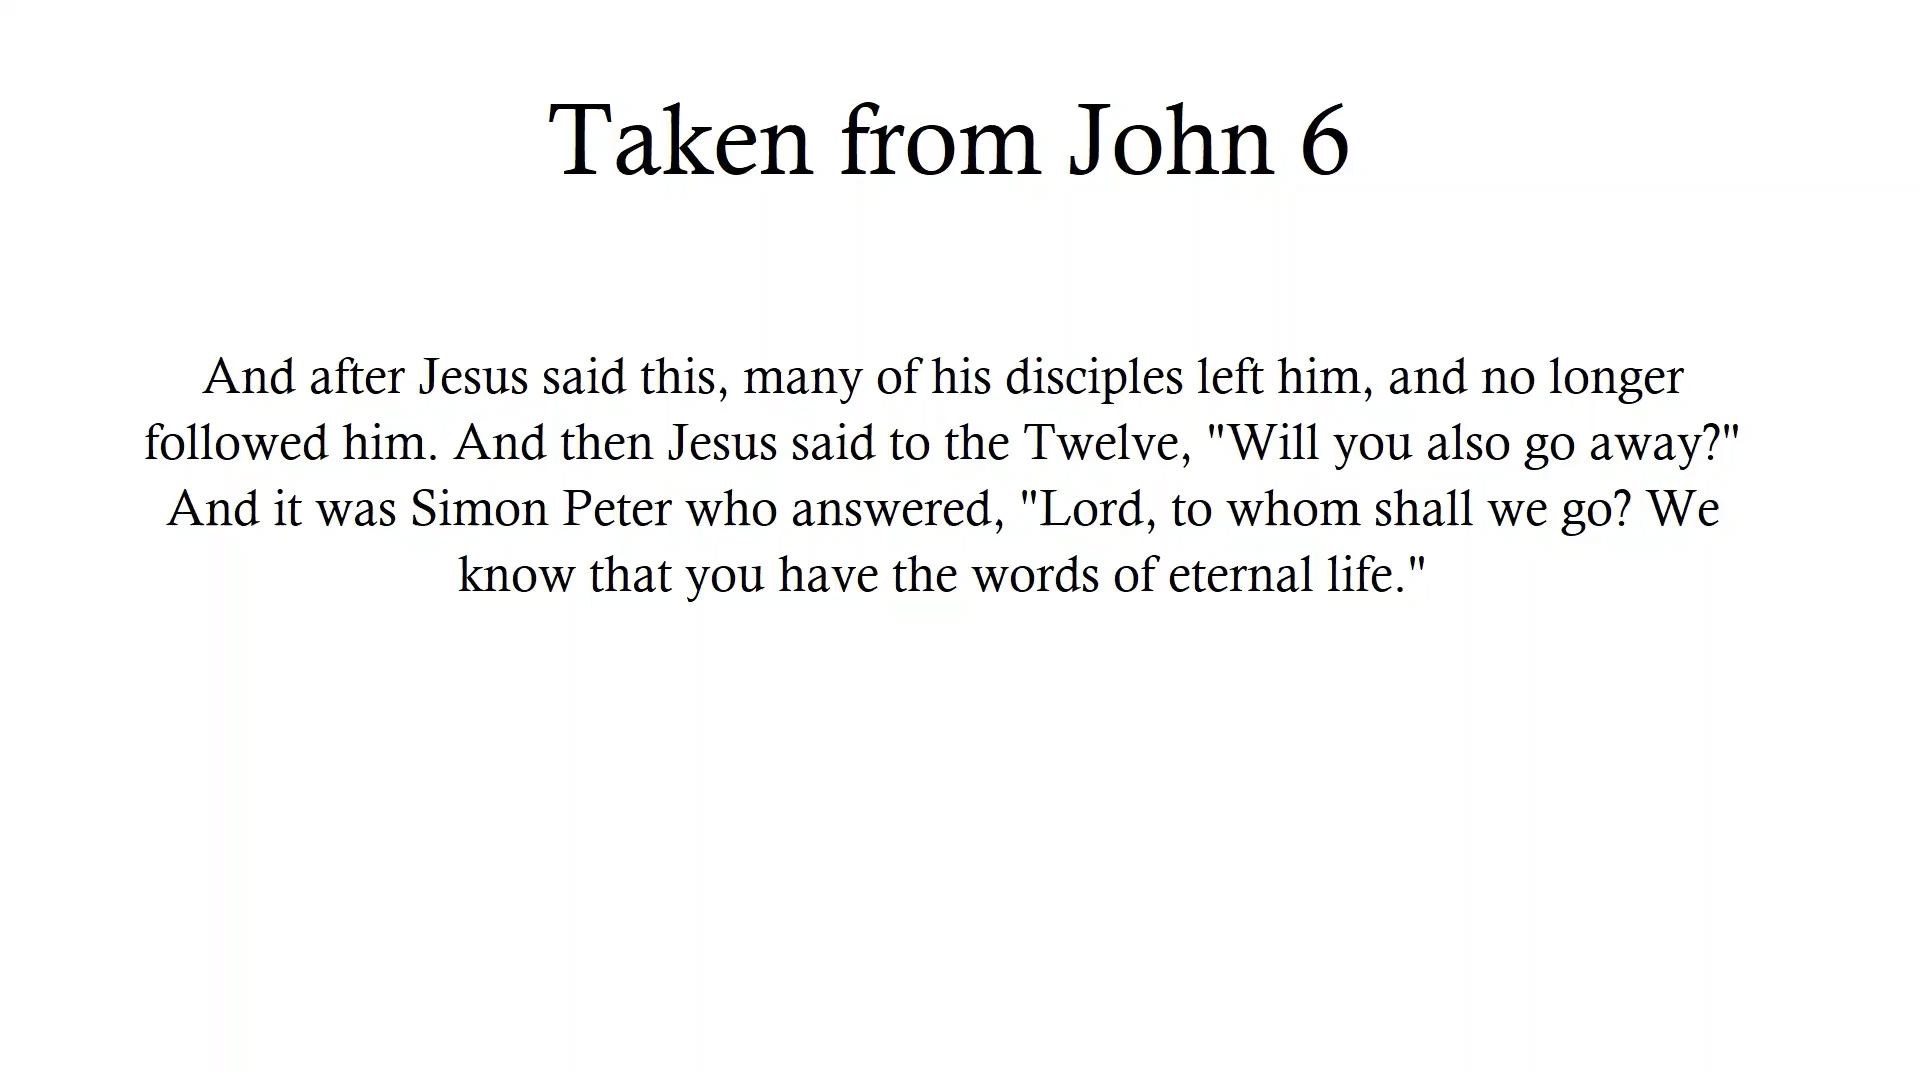 Taken from John 6
And after Jesus said this, many of his disciples left him, and no longer
followed him. And then Jesus said to the Twelve, "Will you also go away?"
And it was Simon Peter who answered, "Lord, to whom shall we go? We
know that you have the words of eternal life."